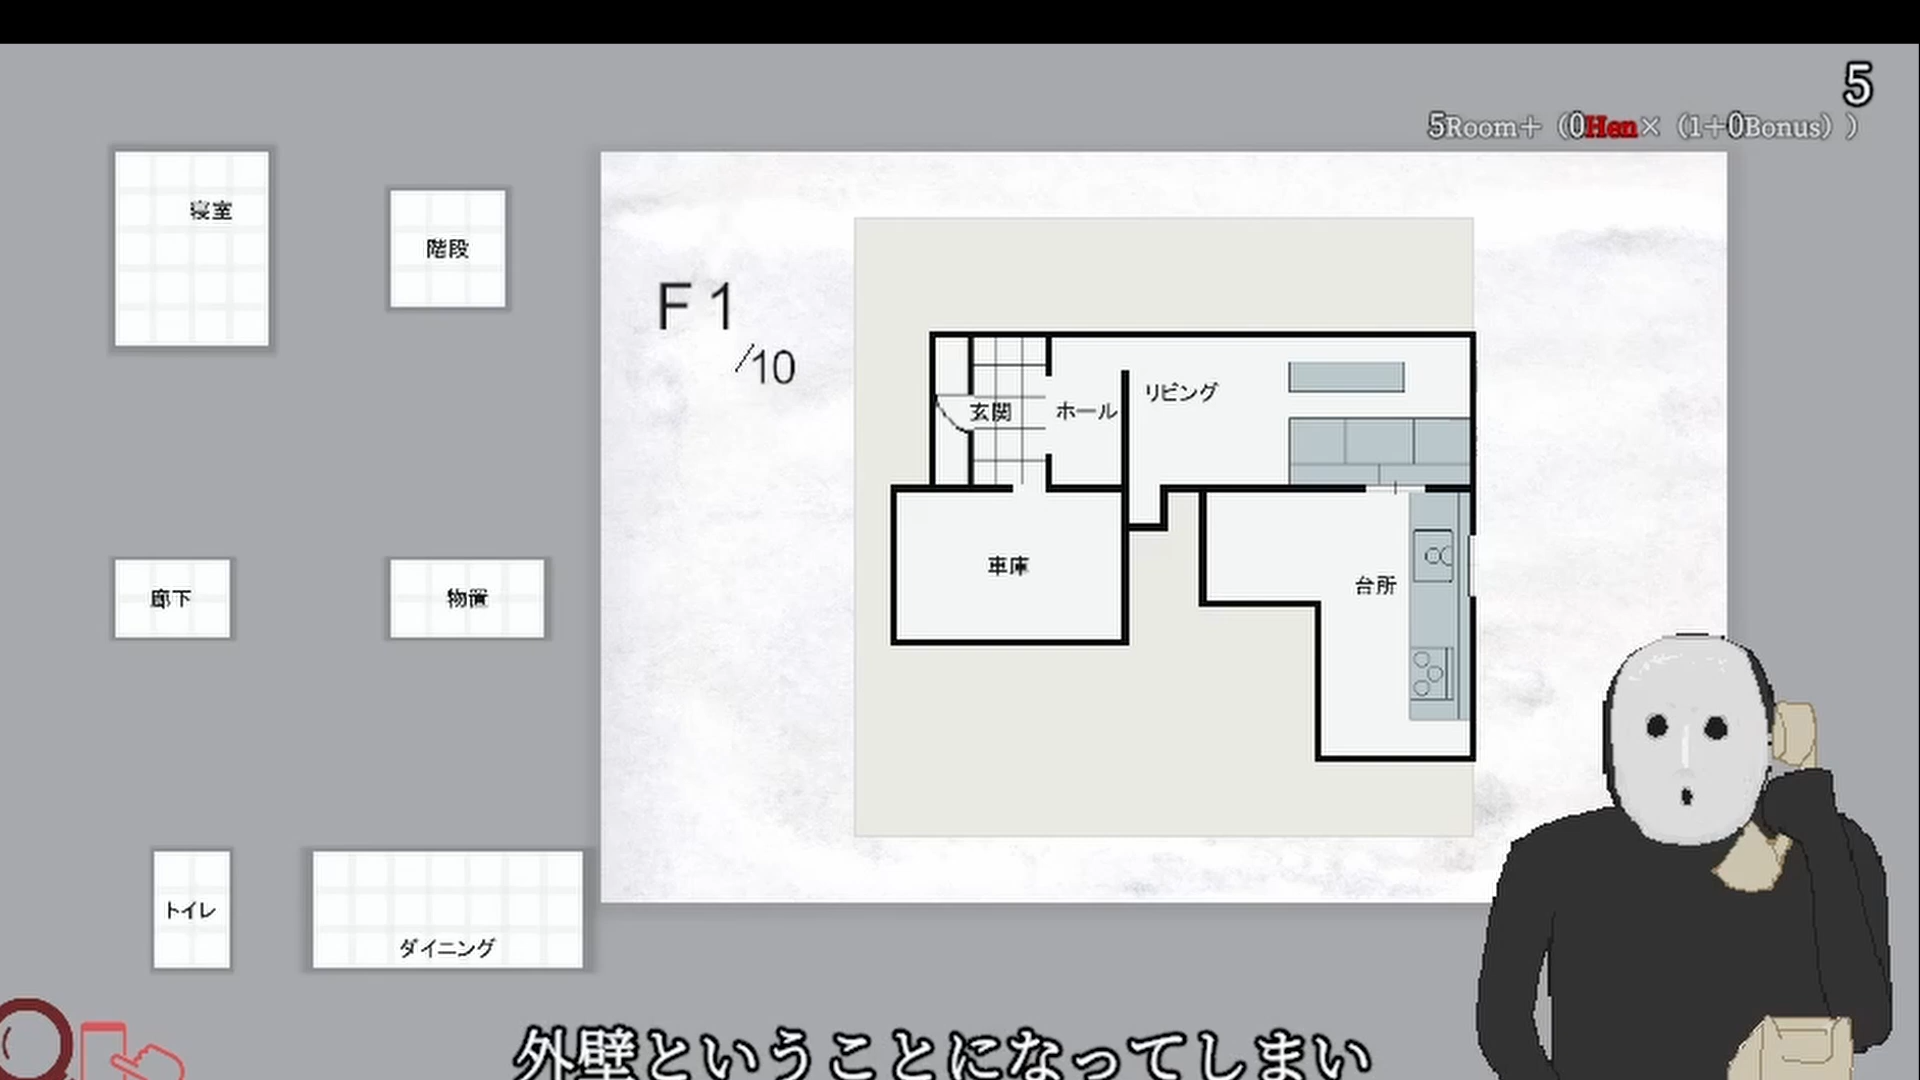 5
5Room＋（0Hen×（1+0Bonus））
寝室
階段
F1
/10
リビング
玄関
ホール
車庫
台所
廊下
物置
トイレ
ダイニング
外壁ということになってしまい